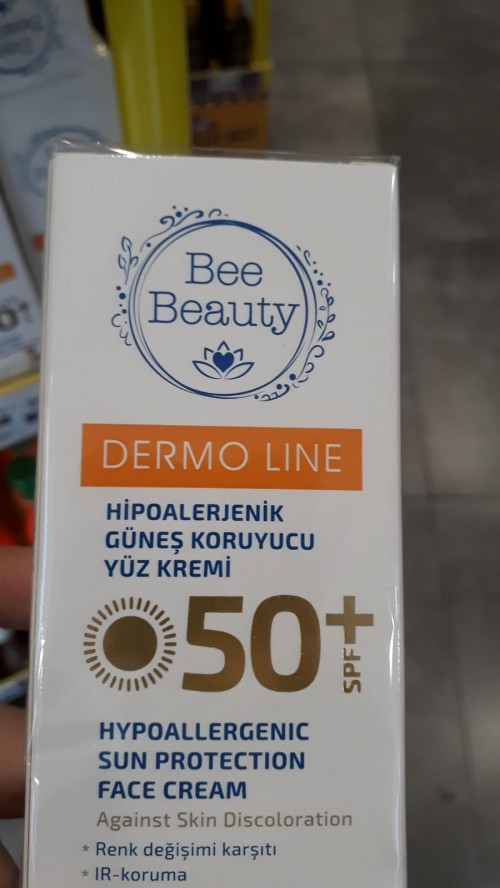 Bee
Beauty
DERMO LINE
HİPOALERJENİK
GÜNEŞ KORUYUCU
YÜZ KREMİ
50+
SPF
HYPOALLERGENIC
SUN PROTECTION
FACE CREAM
Against Skin Discoloration
* Renk değişimi karşıtı
* IR-koruma